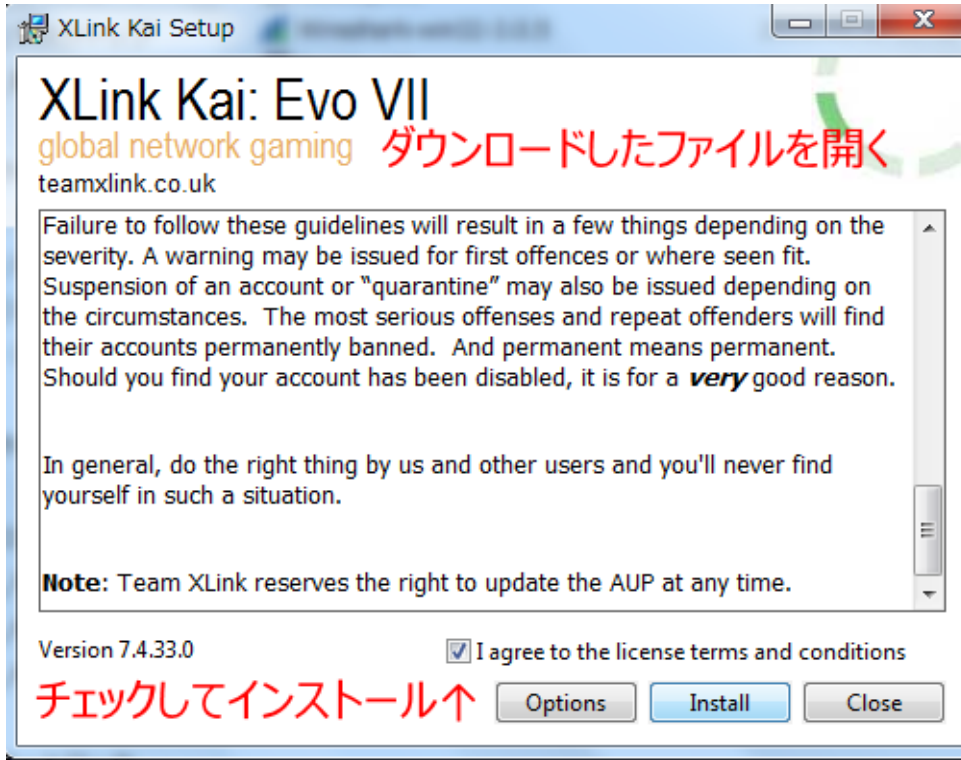 XLink Kai Setup
XLink Kai: Evo VII
global network gaming
ダウンロードしたファイルを開く
teamxlink.co.uk
Failure to follow these guidelines will result in a few things depending on the
severity. A warning may be issued for first offences or where seen fit.
Suspension of an account or “quarantine” may also be issued depending on
the circumstances.  The most serious offenses and repeat offenders will find
their accounts permanently banned.  And permanent means permanent.
Should you find your account has been disabled, it is for a very good reason.
In general, do the right thing by us and other users and you'll never find
yourself in such a situation.
Note: Team XLink reserves the right to update the AUP at any time.
Version 7.4.33.0
I agree to the license terms and conditions
チェックしてインストール↑
Options
Install
Close